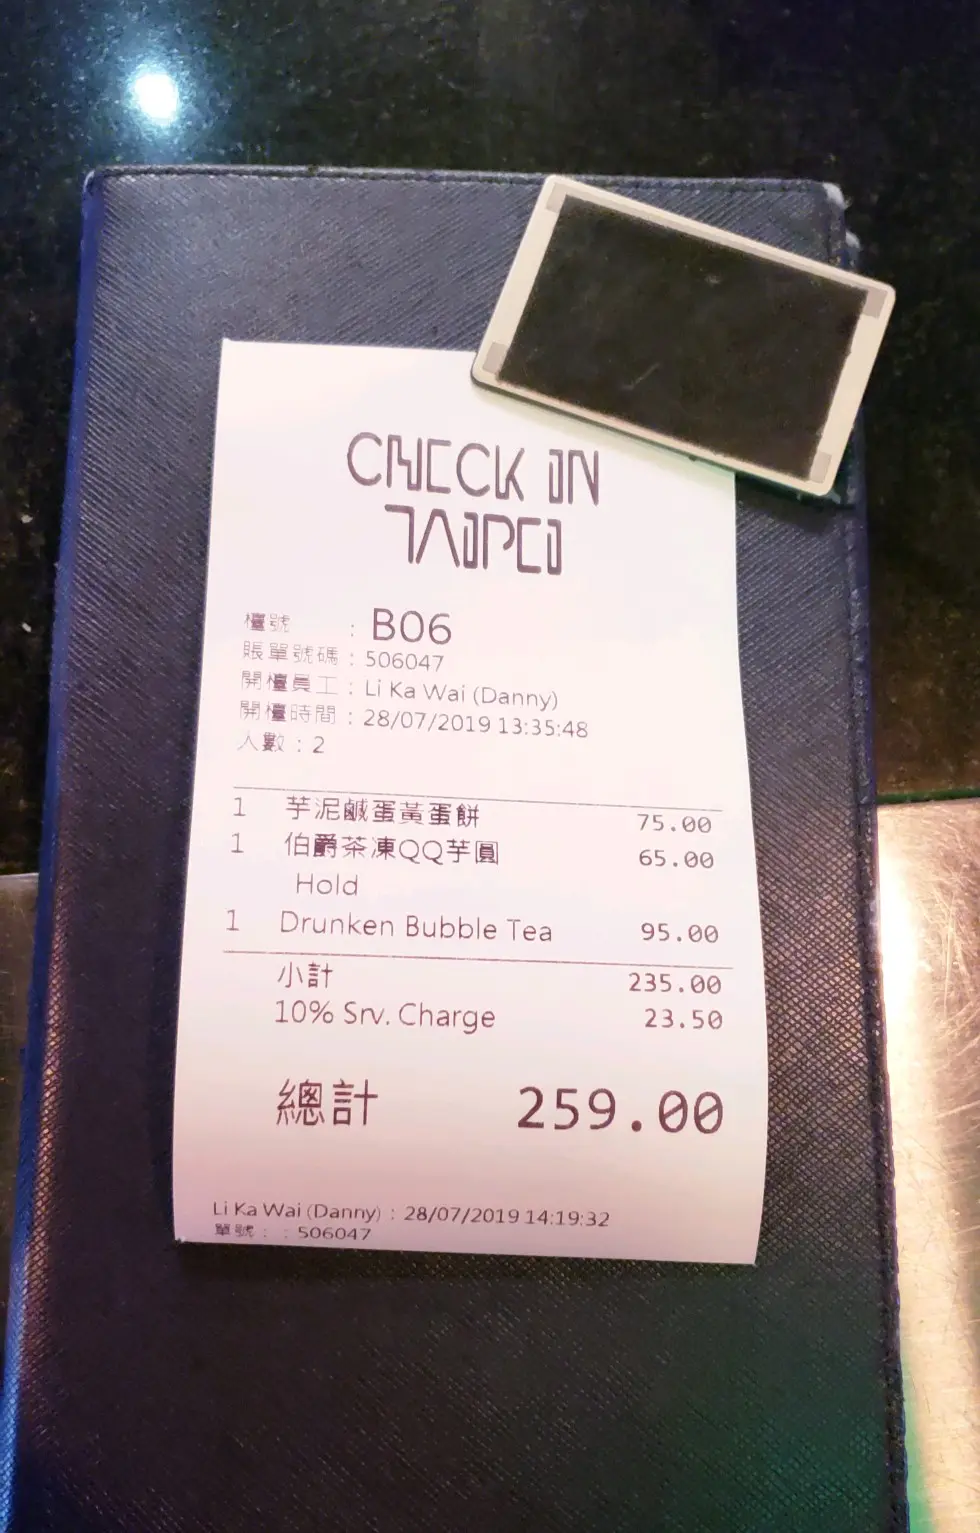 CHECK IN
TAIPEI
檯號 : B06
賬單號碼 : 506047
開檯員工 : Li Ka Wai (Danny)
開檯時間 : 28/07/2019 13:35:48
人數 : 2
1 芋泥鹹蛋黃蛋餅 75.00
1 伯爵茶凍QQ芋圓 65.00
Hold
1 Drunken Bubble Tea 95.00
小計 235.00
10% Srv. Charge 23.50
總計 259.00
Li Ka Wai (Danny) : 28/07/2019 14:19:32
單號 : : 506047